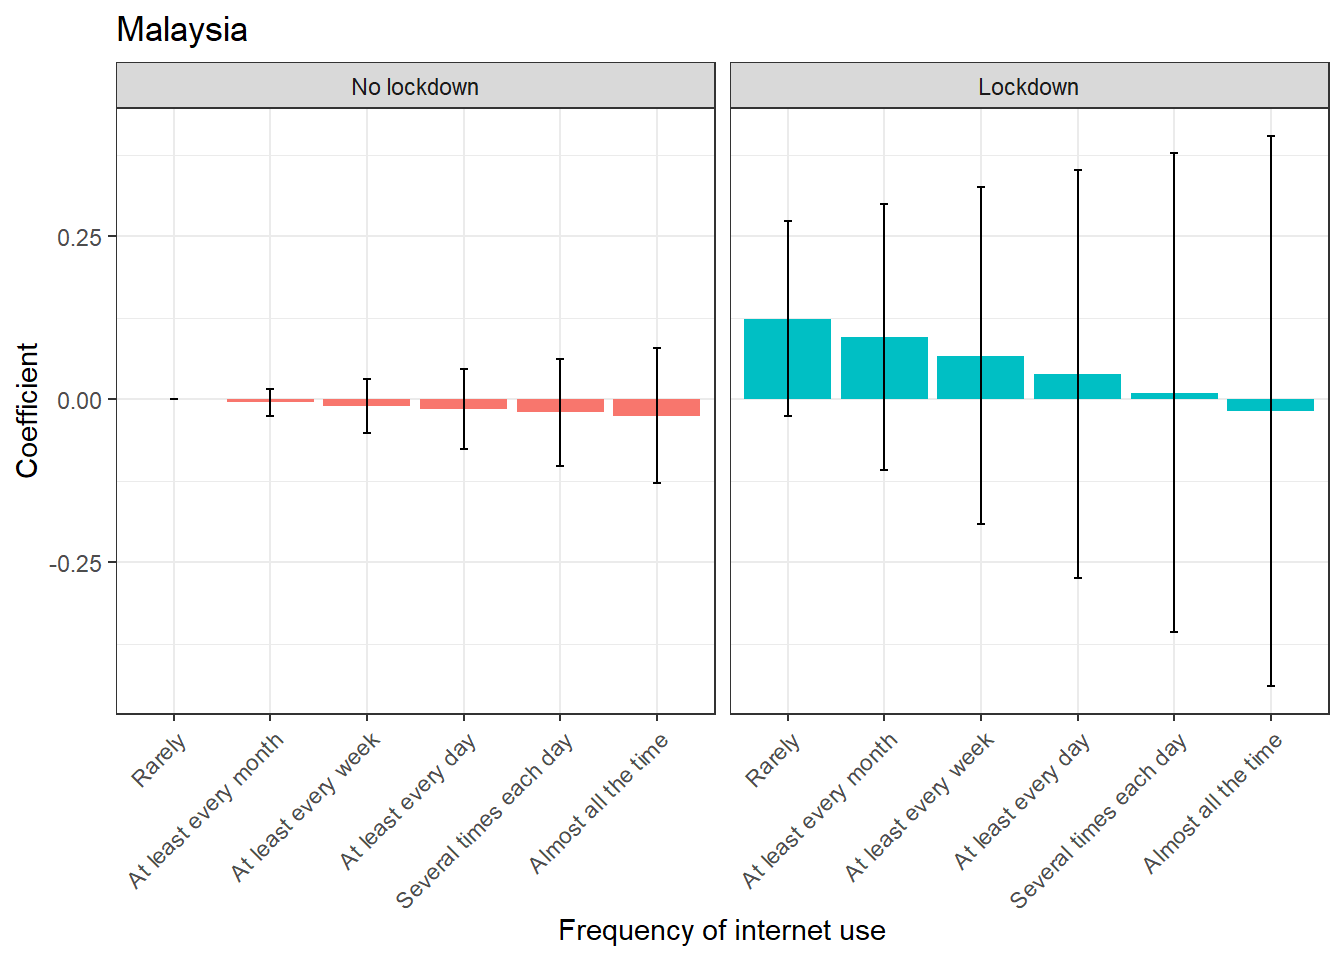 Malaysia
No lockdown
Lockdown
0.25
0.00
-0.25
Coefficient
Rarely
At least every month
At least every week
At least every day
Several times each day
Almost all the time
Rarely
At least every month
At least every week
At least every day
Several times each day
Almost all the time
Frequency of internet use